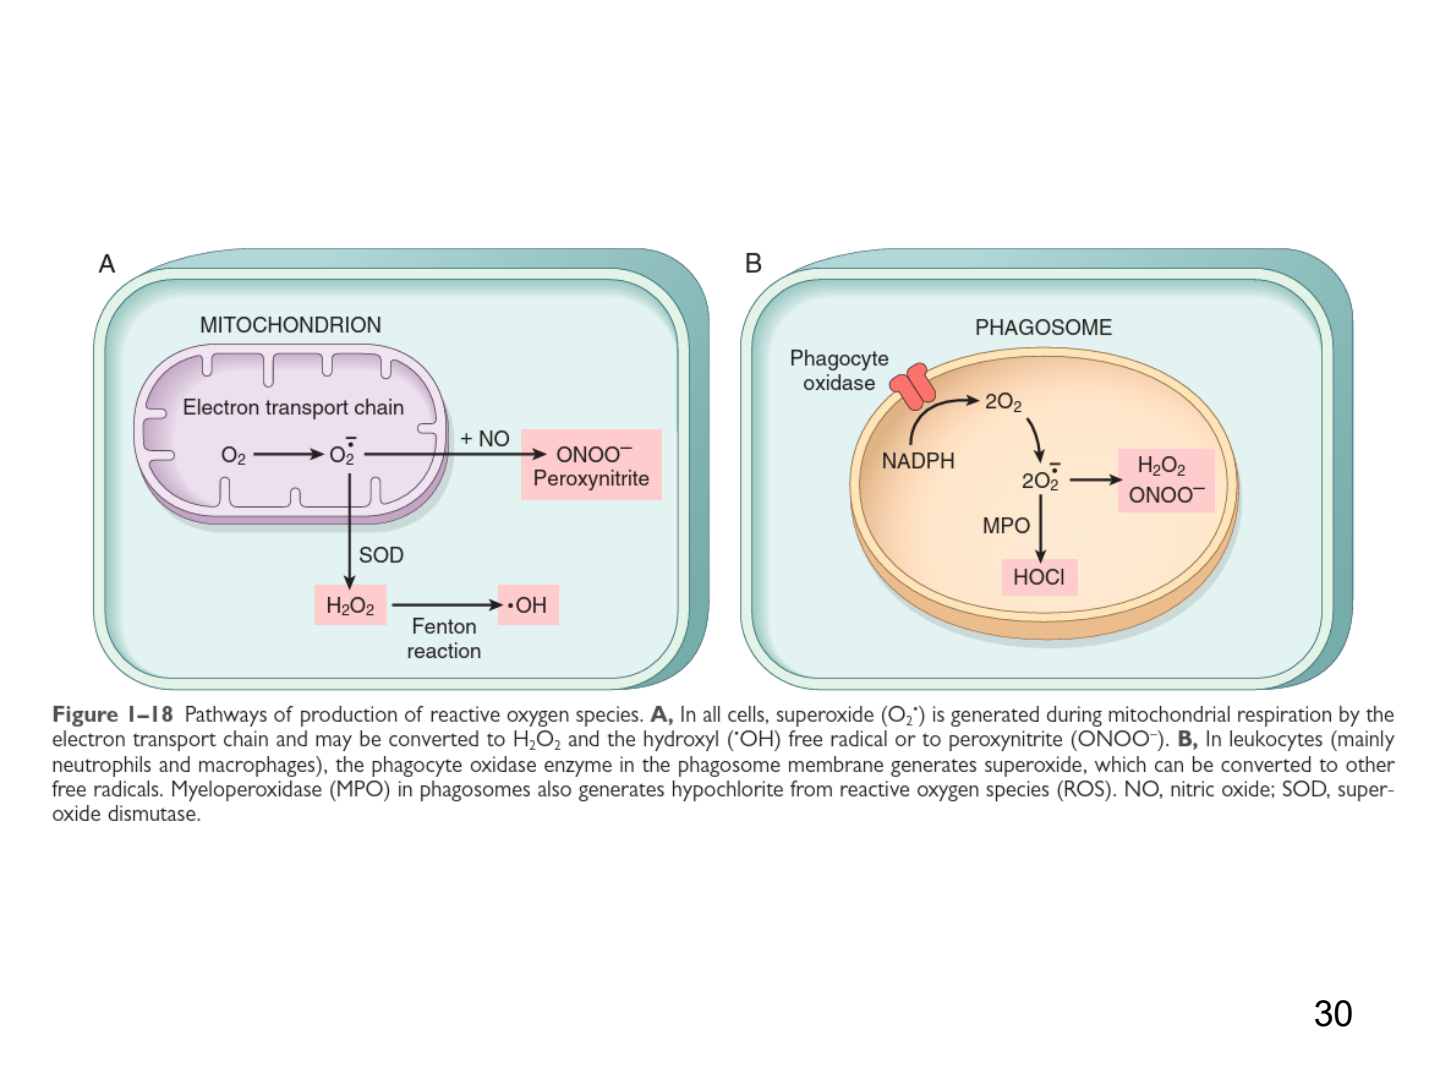 A
MITOCHONDRION
Electron transport chain
O₂
O₂•̄
+ NO
ONOO⁻
Peroxynitrite
SOD
H₂O₂
•OH
Fenton
reaction
B
PHAGOSOME
Phagocyte
oxidase
2O₂
NADPH
2O₂•̄
H₂O₂
ONOO⁻
MPO
HOCl
Figure 1–18 Pathways of production of reactive oxygen species. A, In all cells, superoxide (O₂•) is generated during mitochondrial respiration by the
electron transport chain and may be converted to H₂O₂ and the hydroxyl (•OH) free radical or to peroxynitrite (ONOO⁻). B, In leukocytes (mainly
neutrophils and macrophages), the phagocyte oxidase enzyme in the phagosome membrane generates superoxide, which can be converted to other
free radicals. Myeloperoxidase (MPO) in phagosomes also generates hypochlorite from reactive oxygen species (ROS). NO, nitric oxide; SOD, super-
oxide dismutase.
30